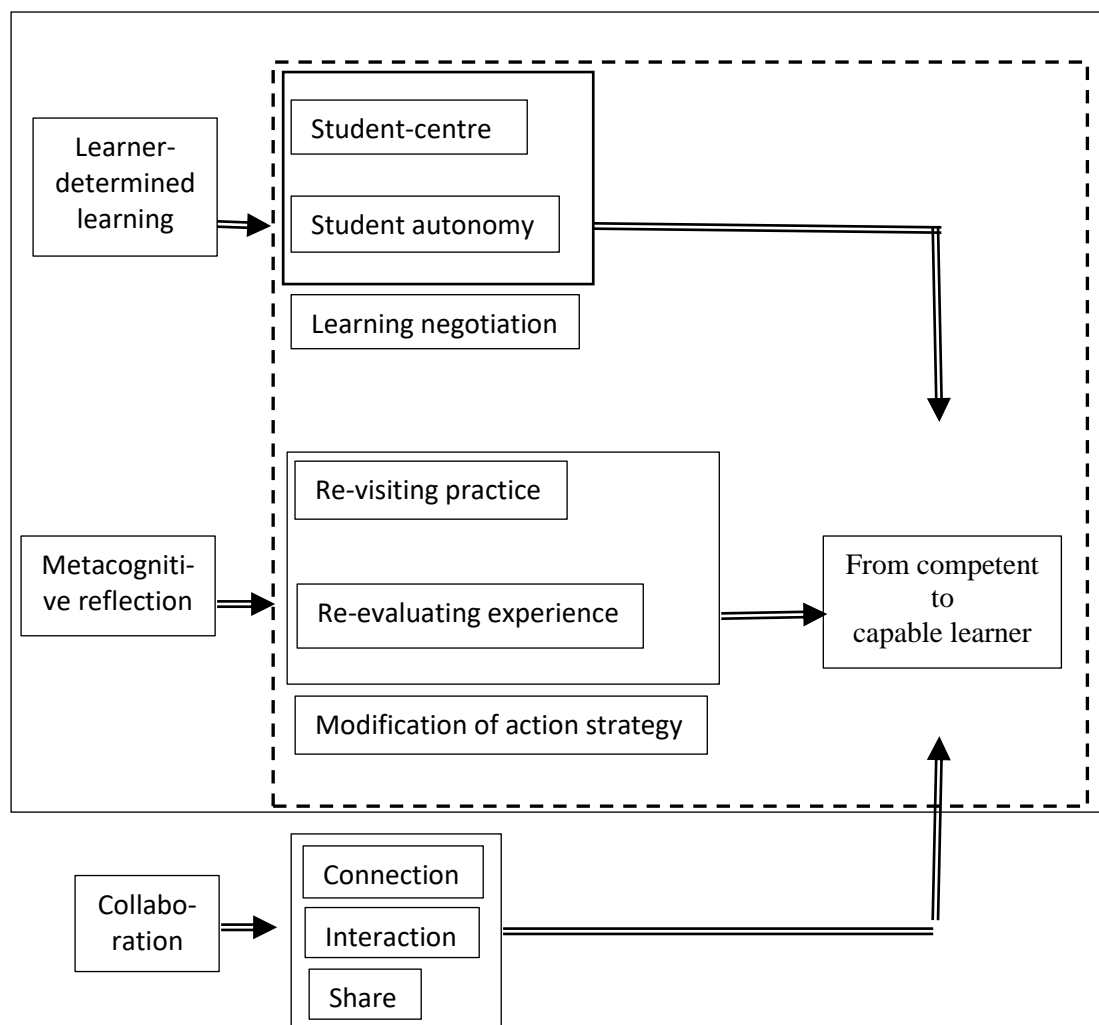 Student-centre
Learner-
determined
learning
Student autonomy
Learning negotiation
Re-visiting practice
Metacogniti-
ve reflection
Re-evaluating experience
From competent
to
capable learner
Modification of action strategy
Connection
Collabo-
ration
Interaction
Share